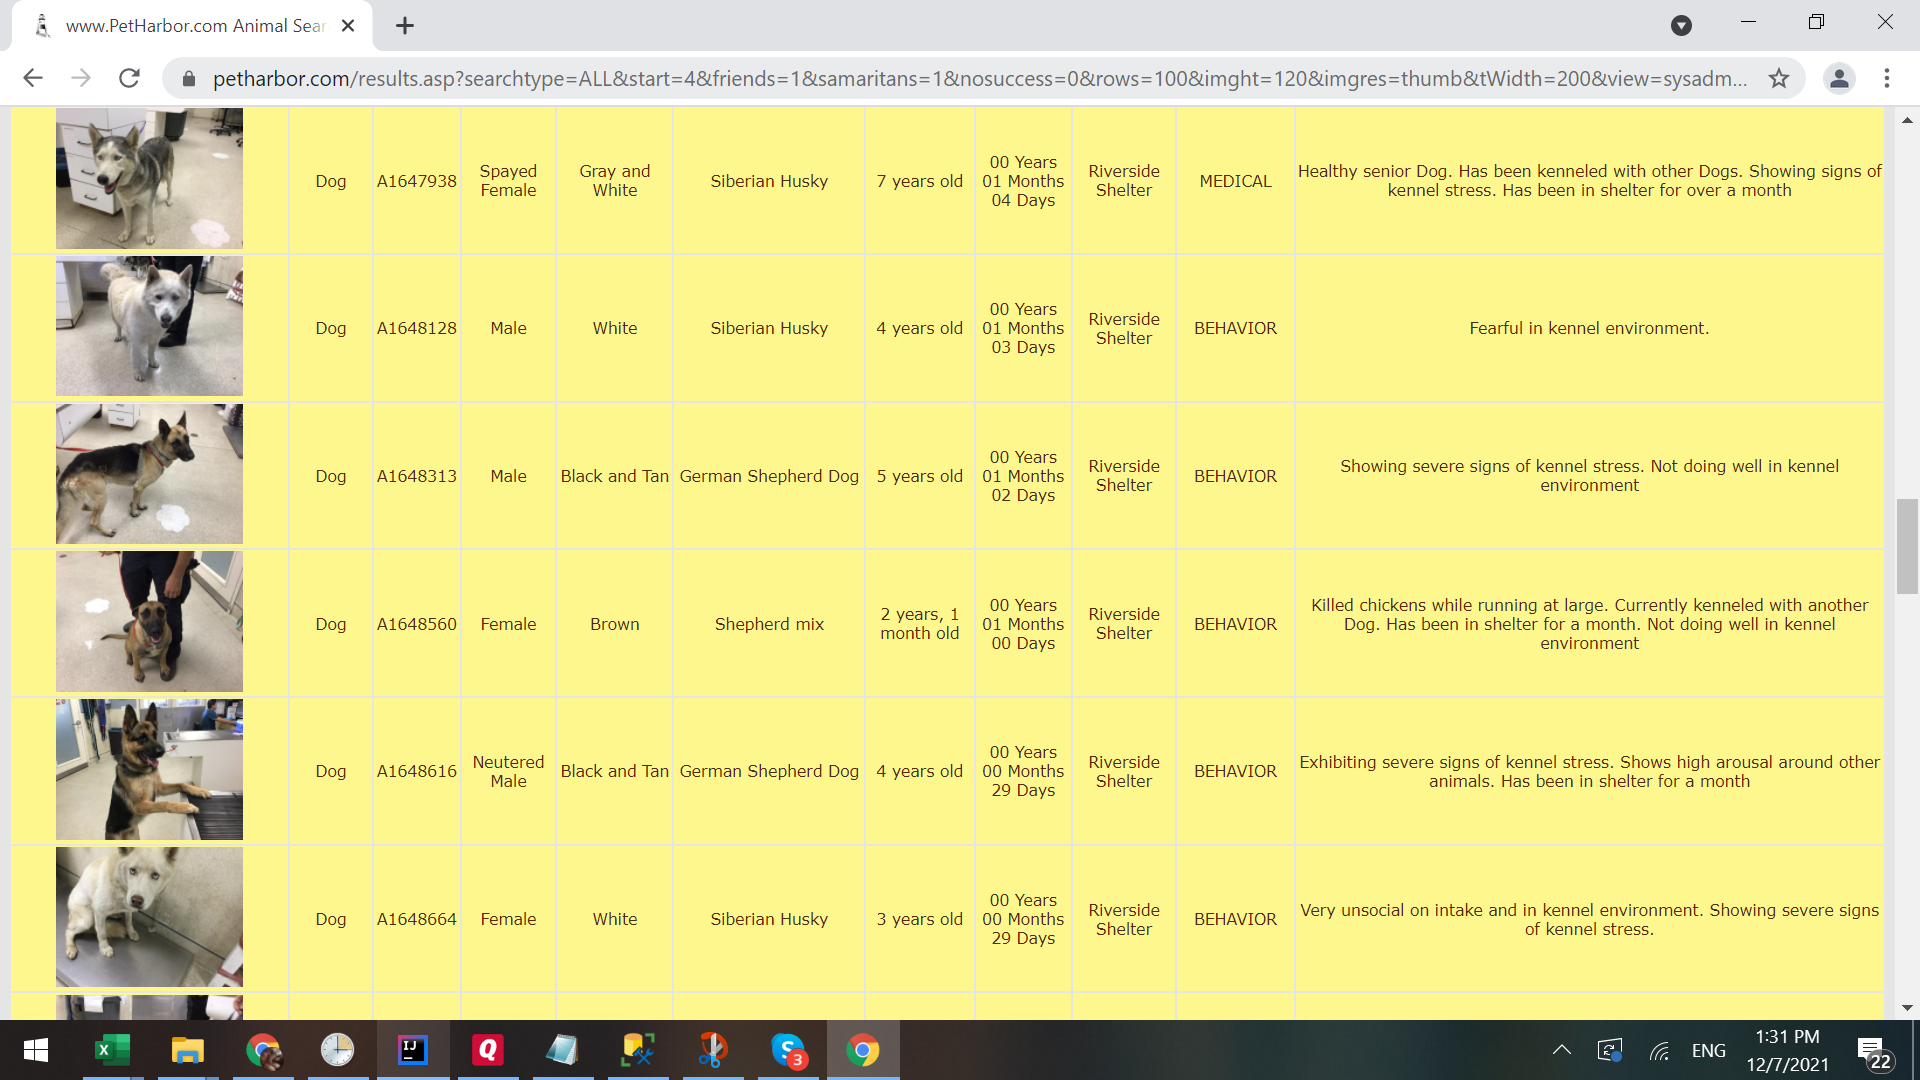 www.PetHarbor.com Animal Sear
petharbor.com/results.asp?searchtype=ALL&start=4&friends=1&samaritans=1&nosuccess=0&rows=100&imght=120&imgres=thumb&tWidth=200&view=sysadm...
Dog
A1647938
Spayed
Female
Gray and
White
Siberian Husky
7 years old
00 Years
01 Months
04 Days
Riverside
Shelter
MEDICAL
Healthy senior Dog. Has been kenneled with other Dogs. Showing signs of
kennel stress. Has been in shelter for over a month
Dog
A1648128
Male
White
Siberian Husky
4 years old
00 Years
01 Months
03 Days
Riverside
Shelter
BEHAVIOR
Fearful in kennel environment.
Dog
A1648313
Male
Black and Tan
German Shepherd Dog
5 years old
00 Years
01 Months
02 Days
Riverside
Shelter
BEHAVIOR
Showing severe signs of kennel stress. Not doing well in kennel
environment
Dog
A1648560
Female
Brown
Shepherd mix
2 years, 1
month old
00 Years
01 Months
00 Days
Riverside
Shelter
BEHAVIOR
Killed chickens while running at large. Currently kenneled with another
Dog. Has been in shelter for a month. Not doing well in kennel
environment
Dog
A1648616
Neutered
Male
Black and Tan
German Shepherd Dog
4 years old
00 Years
00 Months
29 Days
Riverside
Shelter
BEHAVIOR
Exhibiting severe signs of kennel stress. Shows high arousal around other
animals. Has been in shelter for a month
Dog
A1648664
Female
White
Siberian Husky
3 years old
00 Years
00 Months
29 Days
Riverside
Shelter
BEHAVIOR
Very unsocial on intake and in kennel environment. Showing severe signs
of kennel stress.
X
IJ
Q
S
3
ENG
1:31 PM
12/7/2021
22